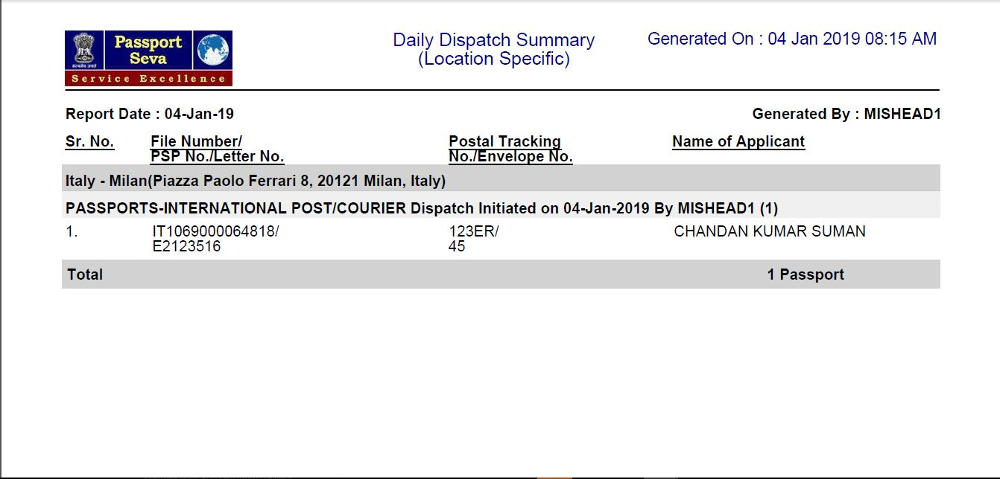 Passport
Seva
सत्यमेव जयते
Service Excellence
Daily Dispatch Summary
(Location Specific)
Generated On : 04 Jan 2019 08:15 AM
Report Date : 04-Jan-19
Generated By : MISHEAD1
Sr. No.
File Number/
PSP No./Letter No.
Postal Tracking
No./Envelope No.
Name of Applicant
Italy - Milan(Piazza Paolo Ferrari 8, 20121 Milan, Italy)
PASSPORTS-INTERNATIONAL POST/COURIER Dispatch Initiated on 04-Jan-2019 By MISHEAD1 (1)
1.
IT1069000064818/
E2123516
123ER/
45
CHANDAN KUMAR SUMAN
Total
1 Passport